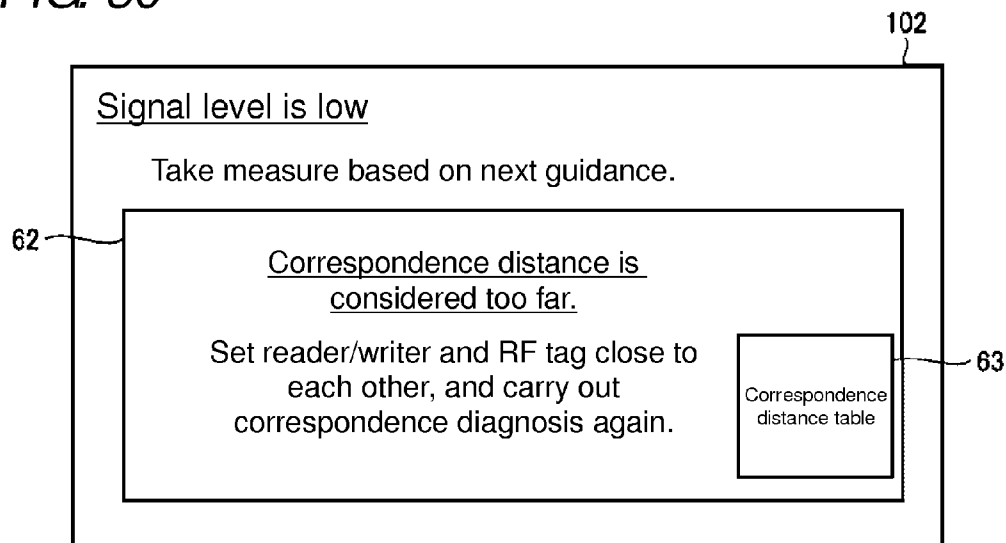 FIG.
102
Signal level is low
Take measure based on next guidance.
62
Correspondence distance is
considered too far.
Set reader/writer and RF tag close to
each other, and carry out
correspondence diagnosis again.
63
Correspondence
distance table